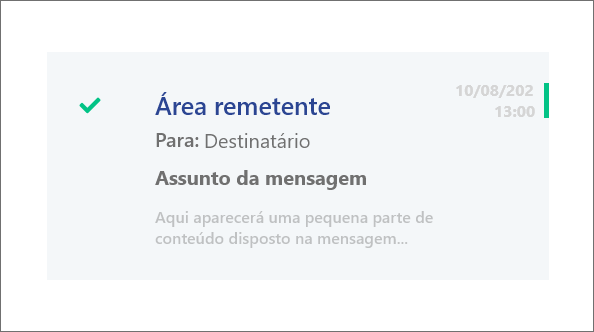 Área remetente
10/08/202
13:00
Para: Destinatário
Assunto da mensagem
Aqui aparecerá uma pequena parte de
conteúdo disposto na mensagem...